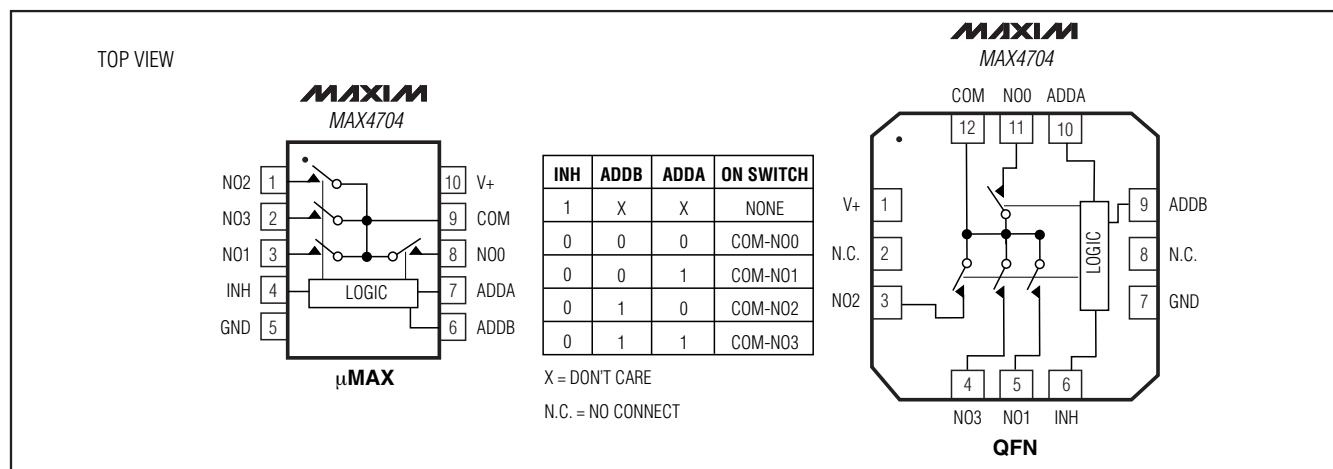 TOP VIEW
MAXIM
MAX4704
NO2 1
NO3 2
NO1 3
INH 4
GND 5
10 V+
9 COM
8 NO0
7 ADDA
6 ADDB
LOGIC
µMAX
INH ADDB ADDA ON SWITCH
1 X X NONE
0 0 0 COM-NO0
0 0 1 COM-NO1
0 1 0 COM-NO2
0 1 1 COM-NO3
X = DON'T CARE
N.C. = NO CONNECT
MAXIM
MAX4704
COM NO0 ADDA
12 11 10
V+ 1
N.C. 2
NO2 3
LOGIC
9 ADDB
8 N.C.
7 GND
4 5 6
NO3 NO1 INH
QFN